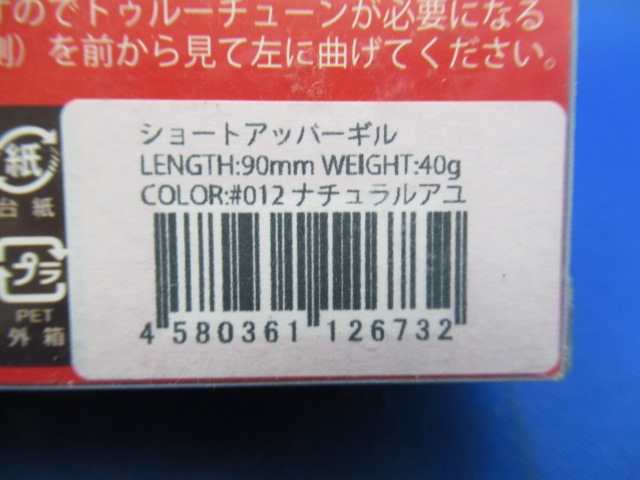 すのでトゥルーチューンが必要になる
側）を前から見て左に曲げてください。
紙
台紙
プラ
PET
外箱
ショートアッパーギル
LENGTH:90mm WEIGHT:40g
COLOR:#012 ナチュラルアユ
4 580361 126732